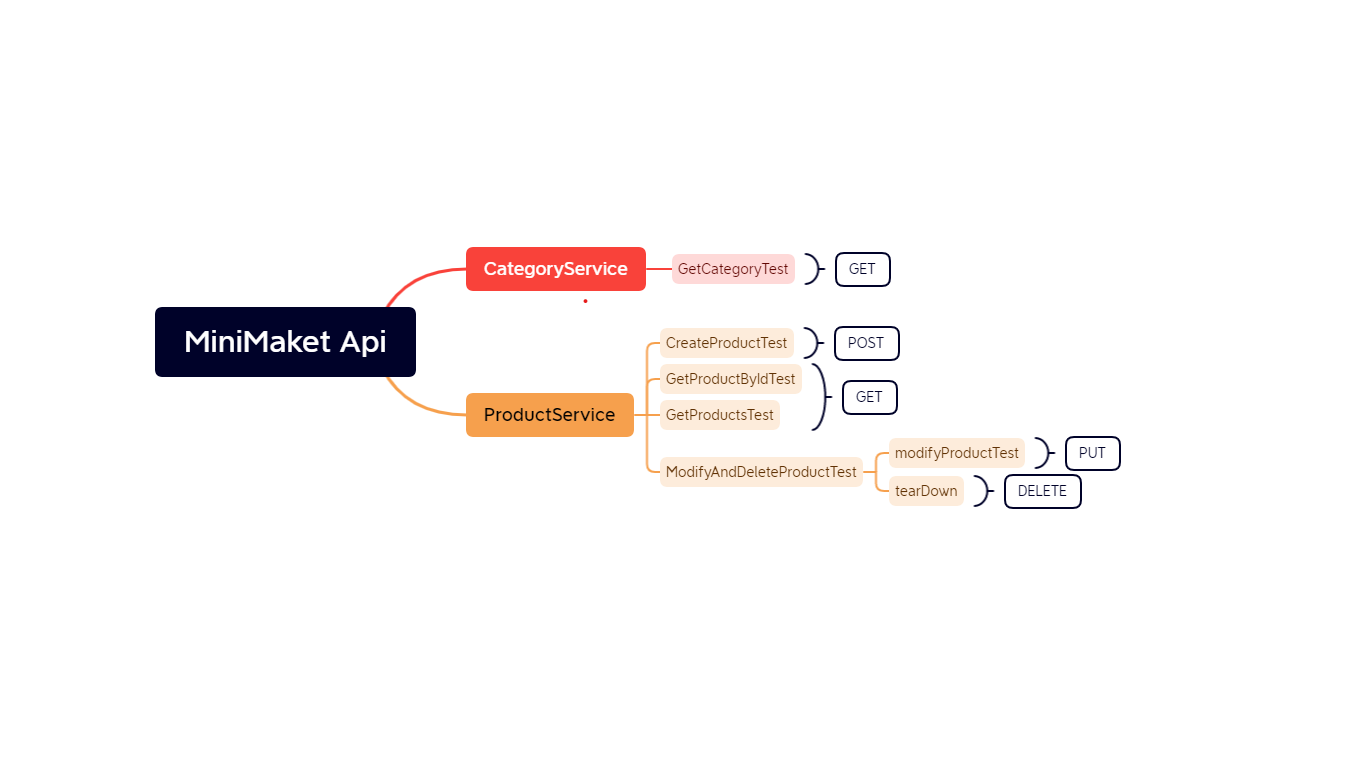 MiniMaket Api
CategoryService
GetCategoryTest
GET
ProductService
CreateProductTest
POST
GetProductByIdTest
GetProductsTest
GET
ModifyAndDeleteProductTest
modifyProductTest
PUT
tearDown
DELETE